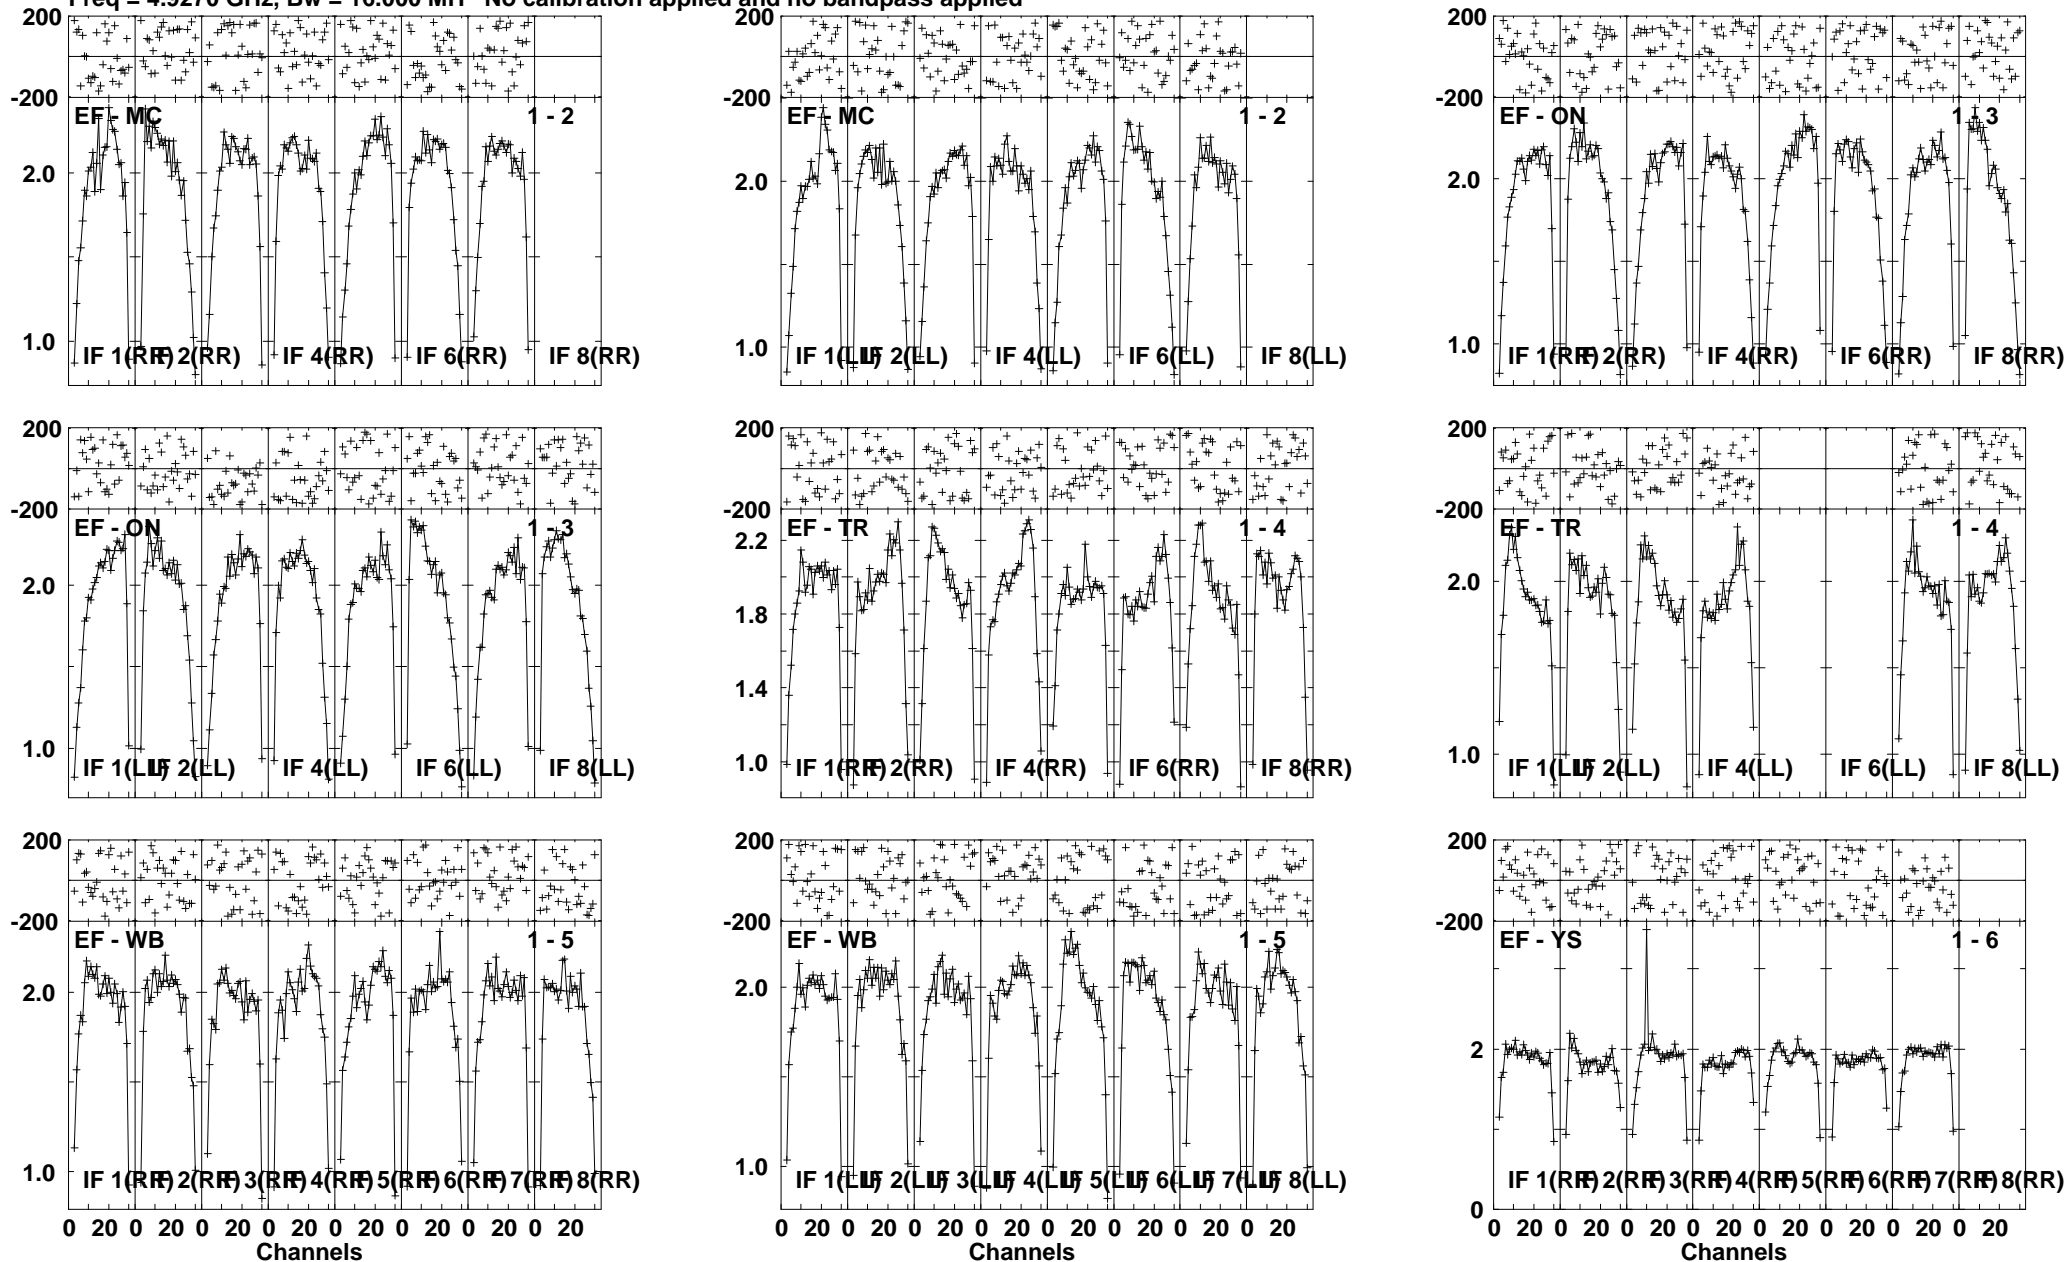 Freq = 4.9270 GHz, Bw = 16.000 MH No calibration applied and no bandpass applied
200 200 200
-200 -200 -200
EF - MC 1 - 2 EF - MC 1 - 2 EF - ON 1 - 3
2.0 2.0 2.0
1.0 1.0 1.0
IF 1(RR) IF 2(RR) IF 4(RR) IF 6(RR) IF 8(RR) IF 1(LL) IF 2(LL) IF 4(LL) IF 6(LL) IF 8(LL) IF 1(RR) IF 2(RR) IF 4(RR) IF 6(RR) IF 8(RR)
200 200 200
-200 -200 -200
EF - ON 1 - 3 EF - TR 1 - 4 EF - TR 1 - 4
2.2
2.0 1.8 2.0
1.4
1.0 1.0 1.0
IF 1(LL) IF 2(LL) IF 4(LL) IF 6(LL) IF 8(LL) IF 1(RR) IF 2(RR) IF 4(RR) IF 6(RR) IF 8(RR) IF 1(LL) IF 2(LL) IF 4(LL) IF 6(LL) IF 8(LL)
200 200 200
-200 -200 -200
EF - WB 1 - 5 EF - WB 1 - 5 EF - YS 1 - 6
2.0 2.0 2
1.0 1.0
IF 1(RR) IF 2(RR) IF 3(RR) IF 4(RR) IF 5(RR) IF 6(RR) IF 7(RR) IF 8(RR) IF 1(LL) IF 2(LL) IF 3(LL) IF 4(LL) IF 5(LL) IF 6(LL) IF 7(LL) IF 8(LL) IF 1(RR) IF 2(RR) IF 3(RR) IF 4(RR) IF 5(RR) IF 6(RR) IF 7(RR) IF 8(RR)
0
0 20 0 20 0 20 0 20 0 20 0 20 0 20 0 20 0 20 0 20 0 20 0 20 0 20 0 20 0 20 0 20 0 20 0 20 0 20 0 20 0 20 0 20 0 20 0 20
Channels Channels Channels